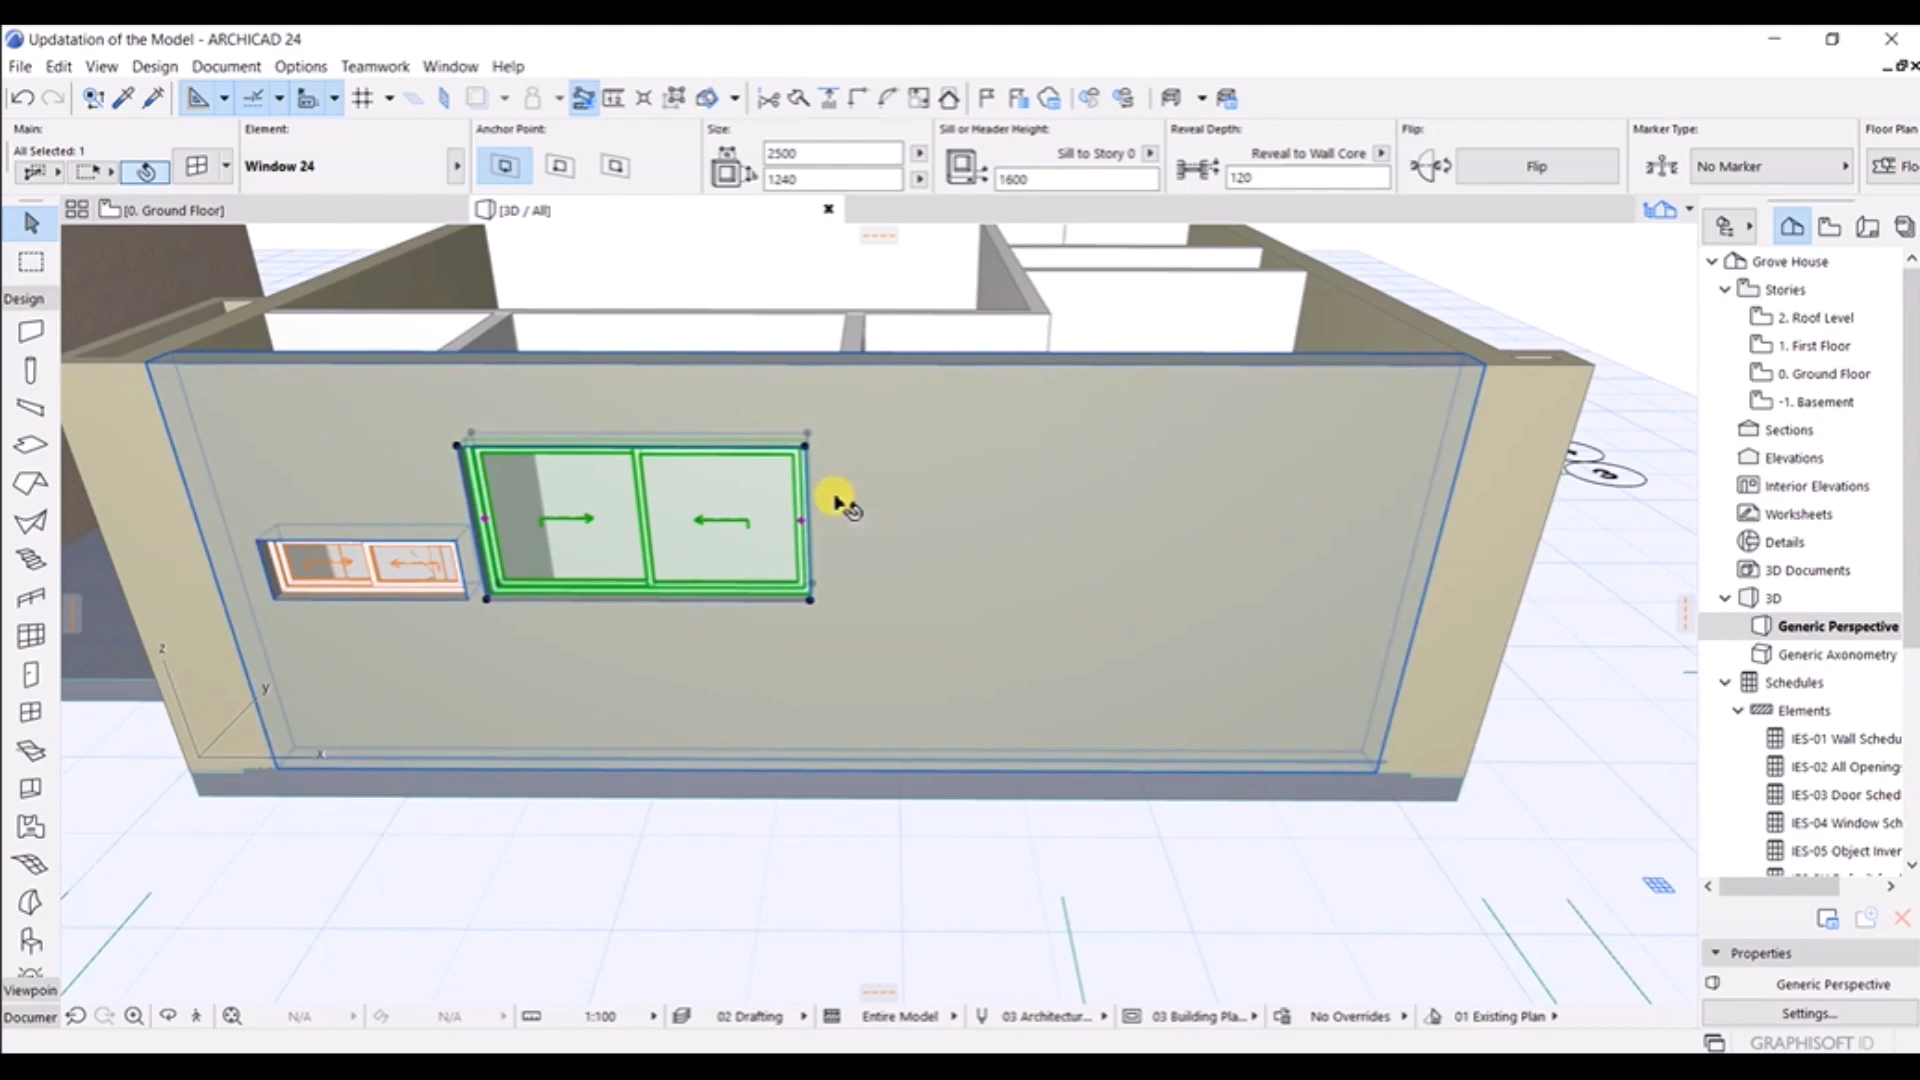 Updatation of the Model - ARCHICAD 24
File Edit View Design Document Options Teamwork Window Help
Main: Element: Anchor Point: Size: Sill or Header Height: Reveal Depth: Flip: Marker Type: Floor Plan
All Selected: 1
2500 Sill to Story 0 Reveal to Wall Core
Window 24 Flip No Marker Flo
1240 1600 120
[0. Ground Floor] [3D / All]
Design
Viewpoin
Documen
z
y
x
Grove House
Stories
2. Roof Level
1. First Floor
0. Ground Floor
-1. Basement
Sections
Elevations
Interior Elevations
Worksheets
Details
3D Documents
3D
Generic Perspective
Generic Axonometry
Schedules
Elements
IES-01 Wall Schedu
IES-02 All Opening
IES-03 Door Sched
IES-04 Window Sch
IES-05 Object Inver
Properties
Generic Perspective
Settings...
N/A N/A 1:100 02 Drafting Entire Model 03 Architectur... 03 Building Pla... No Overrides 01 Existing Plan
GRAPHISOFT ID